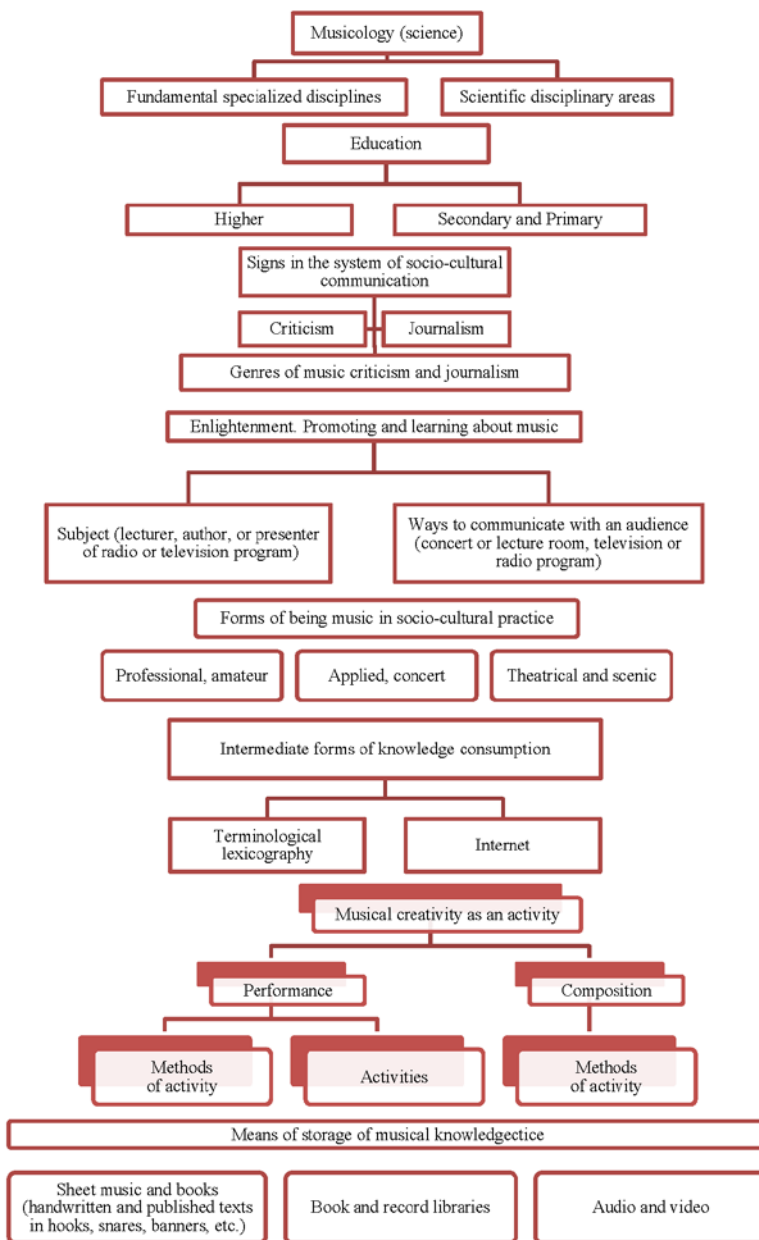 Musicology (science)
Fundamental specialized disciplines
Scientific disciplinary areas
Education
Higher
Secondary and Primary
Signs in the system of socio-cultural
communication
Criticism
Journalism
Genres of music criticism and journalism
Enlightenment. Promoting and learning about music
Subject (lecturer, author, or presenter
of radio or television program)
Ways to communicate with an audience
(concert or lecture room, television or
radio program)
Forms of being music in socio-cultural practice
Professional, amateur
Applied, concert
Theatrical and scenic
Intermediate forms of knowledge consumption
Terminological
lexicography
Internet
Musical creativity as an activity
Performance
Composition
Methods
of activity
Activities
Methods
of activity
Means of storage of musical knowledgectice
Sheet music and books
(handwritten and published texts
in hooks, snares, banners, etc.)
Book and record libraries
Audio and video